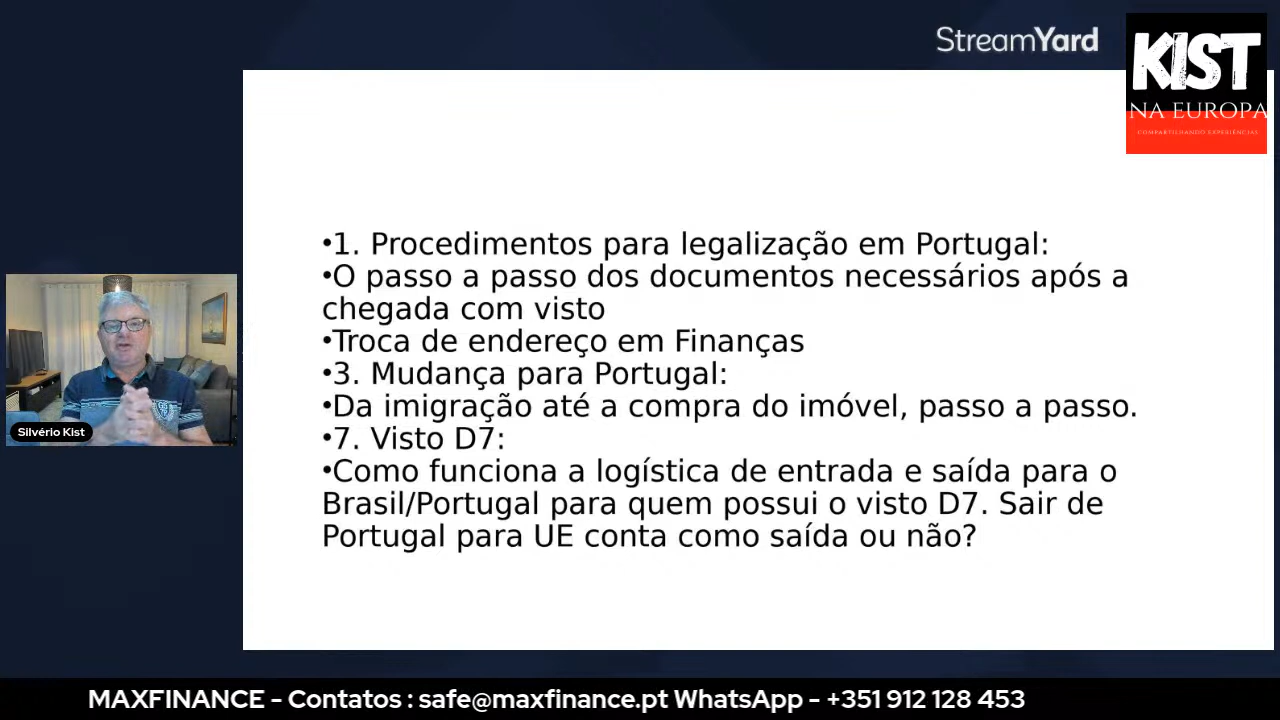 StreamYard
KIST
NA EUROPA
COMPARTILHANDO EXPERIÊNCIAS
•1. Procedimentos para legalização em Portugal:
•O passo a passo dos documentos necessários após a
chegada com visto
•Troca de endereço em Finanças
•3. Mudança para Portugal:
•Da imigração até a compra do imóvel, passo a passo.
•7. Visto D7:
•Como funciona a logística de entrada e saída para o
Brasil/Portugal para quem possui o visto D7. Sair de
Portugal para UE conta como saída ou não?
Silvério Kist
MAXFINANCE - Contatos : safe@maxfinance.pt WhatsApp - +351 912 128 453